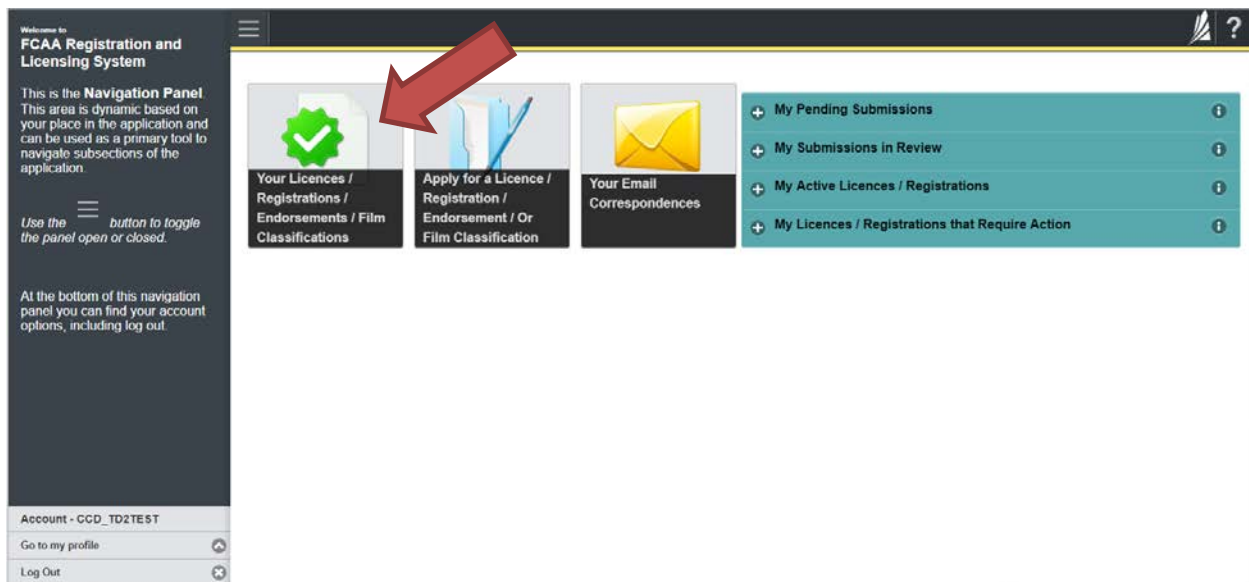 Welcome to
FCAA Registration and
Licensing System
This is the Navigation Panel.
This area is dynamic based on
your place in the application and
can be used as a primary tool to
navigate subsections of the
application.
Use the button to toggle
the panel open or closed.
At the bottom of this navigation
panel you can find your account
options, including log out.
Account - CCD_TD2TEST
Go to my profile
Log Out
?
Your Licences /
Registrations /
Endorsements / Film
Classifications
Apply for a Licence /
Registration /
Endorsement / Or
Film Classification
Your Email
Correspondences
My Pending Submissions
My Submissions in Review
My Active Licences / Registrations
My Licences / Registrations that Require Action